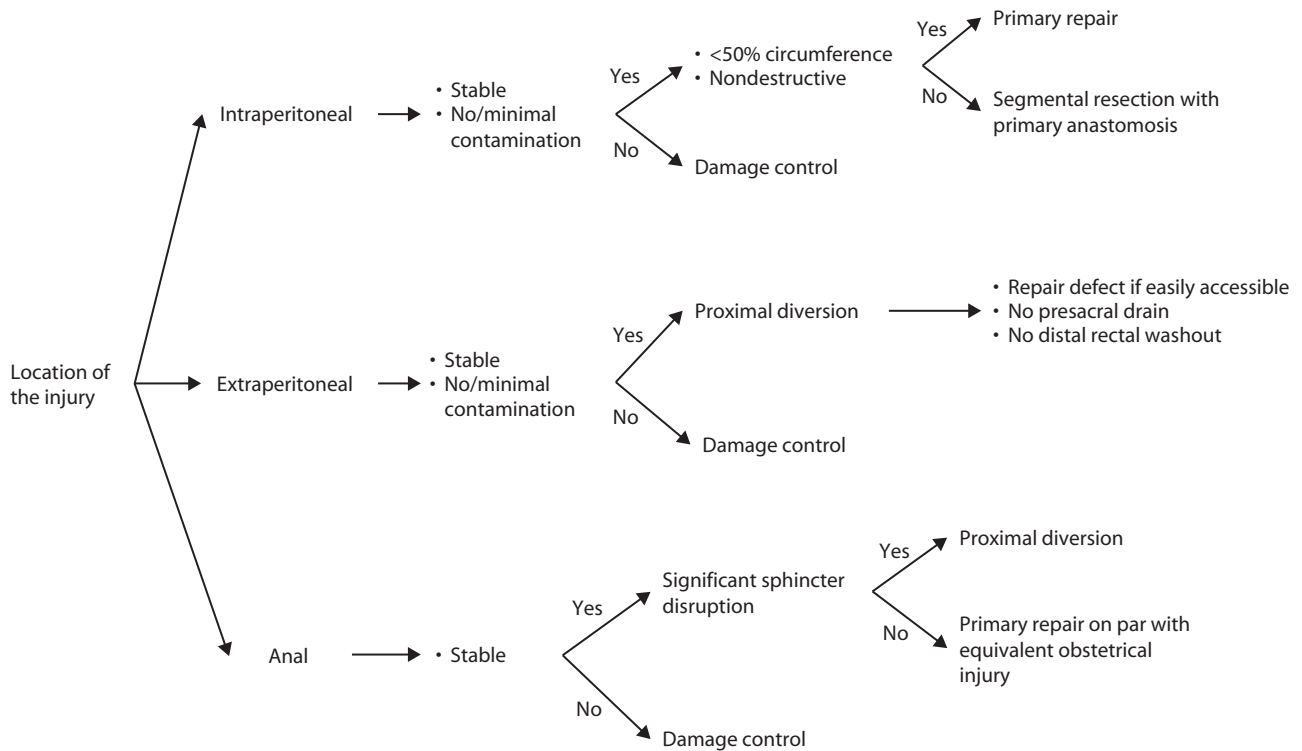 Location of
the injury
Intraperitoneal
• Stable
• No/minimal
contamination
Yes
No
• <50% circumference
• Nondestructive
Damage control
Yes
No
Primary repair
Segmental resection with
primary anastomosis
Extraperitoneal
• Stable
• No/minimal
contamination
Yes
No
Proximal diversion
Damage control
• Repair defect if easily accessible
• No presacral drain
• No distal rectal washout
Anal
• Stable
Yes
No
Significant sphincter
disruption
Damage control
Yes
No
Proximal diversion
Primary repair on par with
equivalent obstetrical
injury